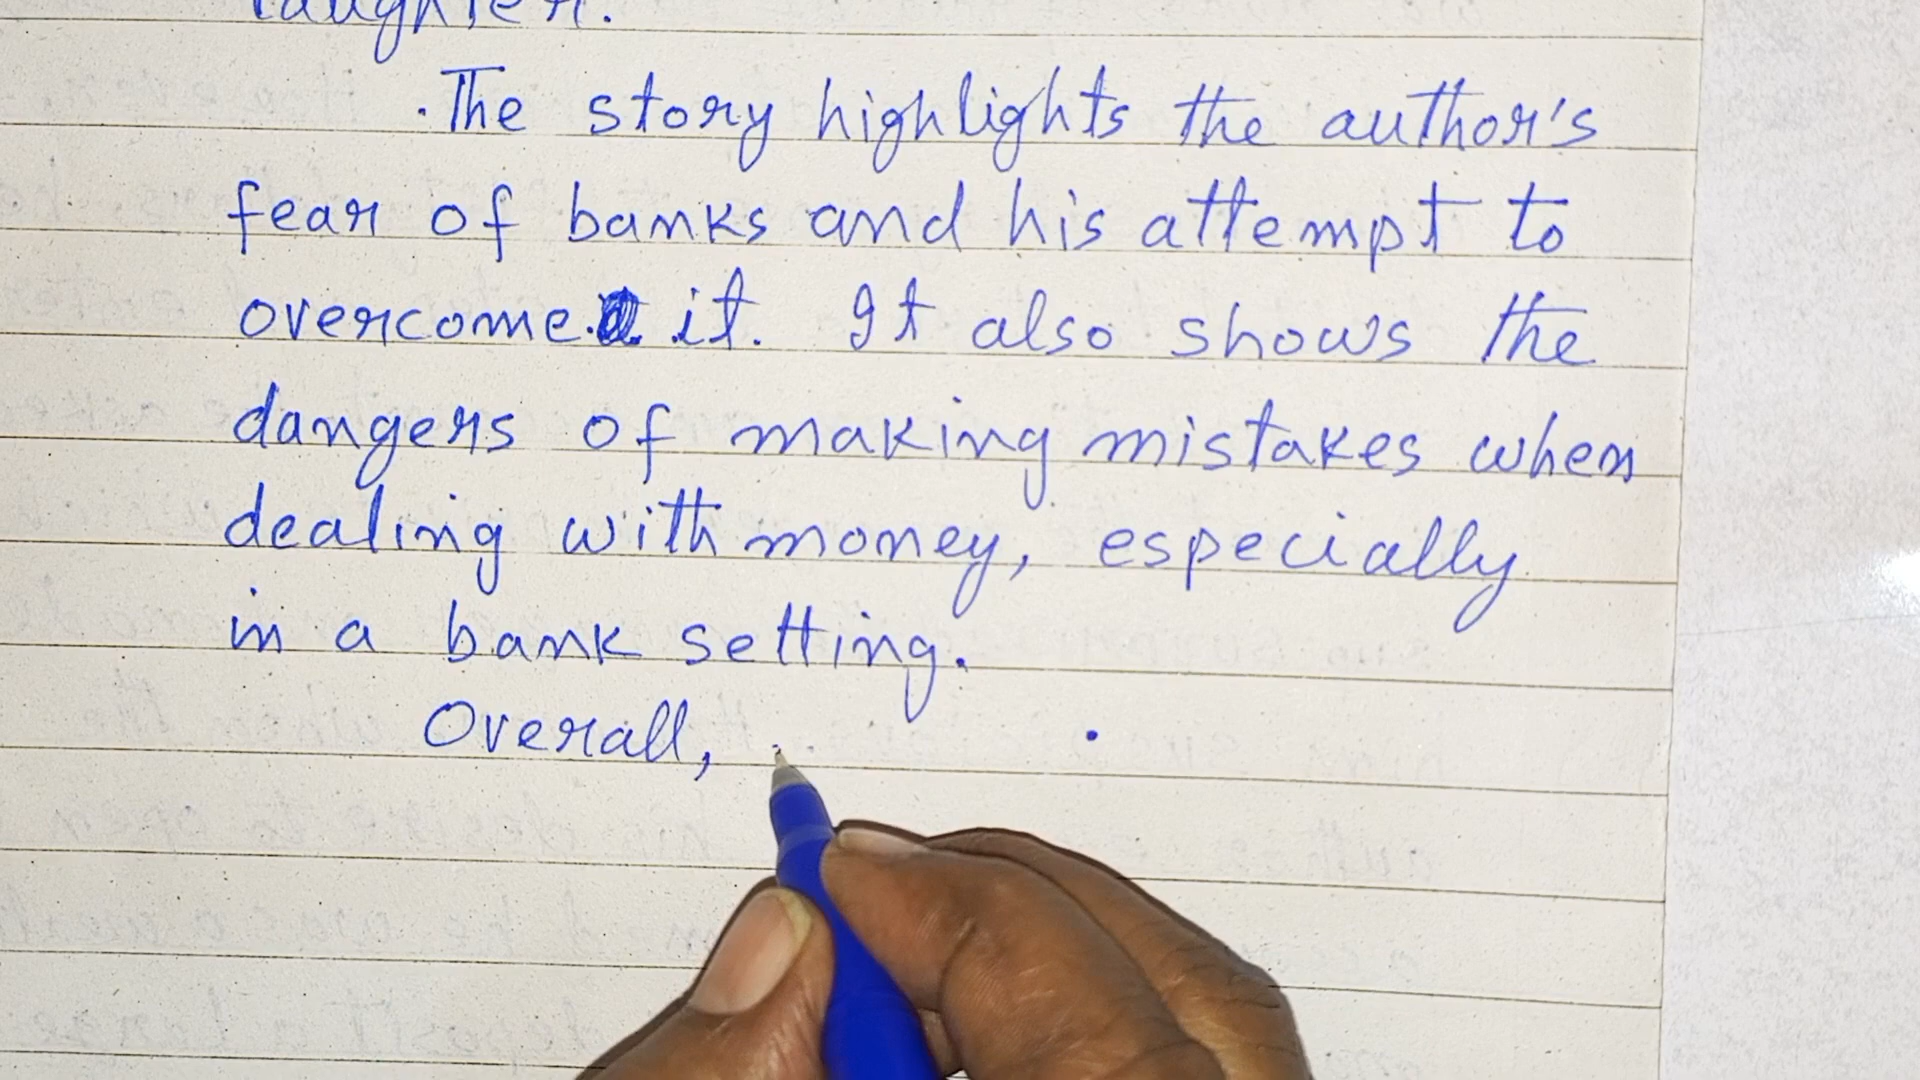 laughter.
The story highlights the author's
fear of banks and his attempt to
overcome it. It also shows the
dangers of making mistakes when
dealing with money, especially
in a bank setting.
Overall,